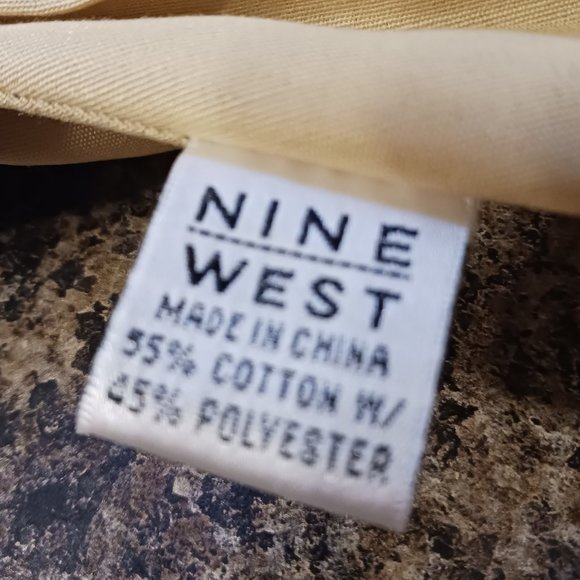 NINE
WEST
MADE IN CHINA
55% COTTON W/
45% POLYESTER